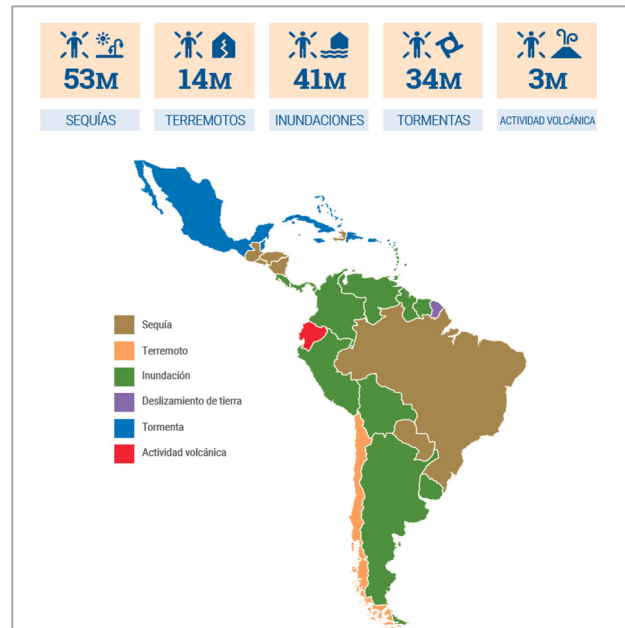 53M
14M
41M
34M
3M
SEQUÍAS
TERREMOTOS
INUNDACIONES
TORMENTAS
ACTIVIDAD VOLCÁNICA
Sequía
Terremoto
Inundación
Deslizamiento de tierra
Tormenta
Actividad volcánica